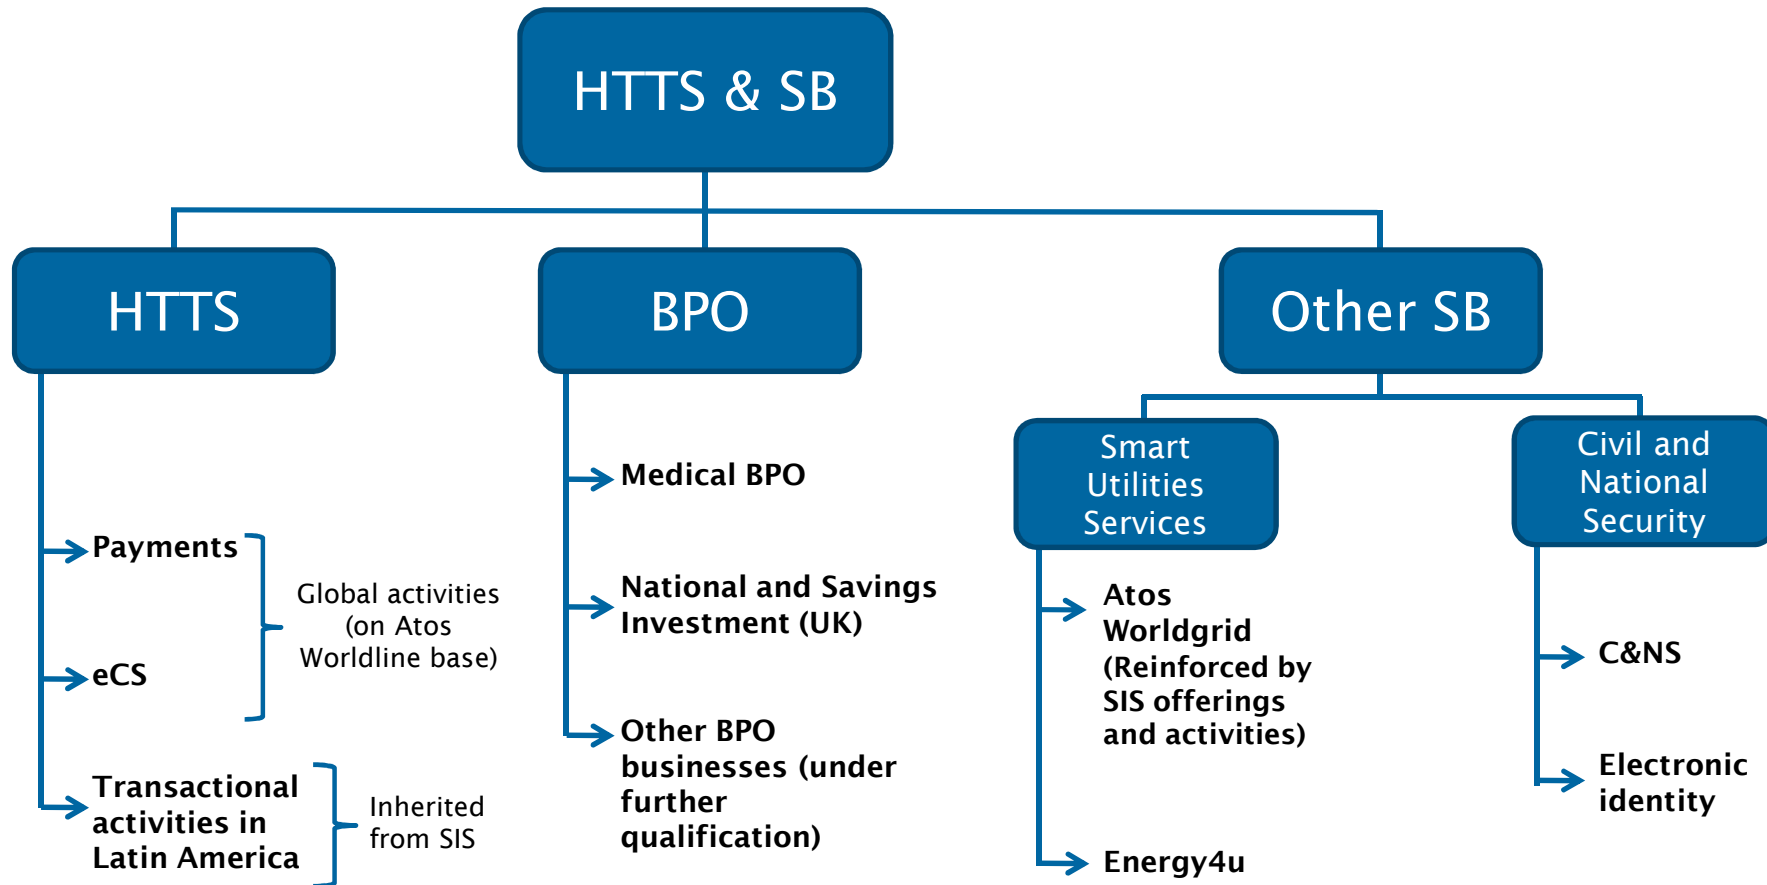 HTTS & SB
HTTS
BPO
Other SB
Payments
eCS
Global activities
(on Atos
Worldline base)
Transactional
activities in
Latin America
Inherited
from SIS
Medical BPO
National and Savings
Investment (UK)
Other BPO
businesses (under
further
qualification)
Smart
Utilities
Services
Atos
Worldgrid
(Reinforced by
SIS offerings
and activities)
Energy4u
Civil and
National
Security
C&NS
Electronic
identity